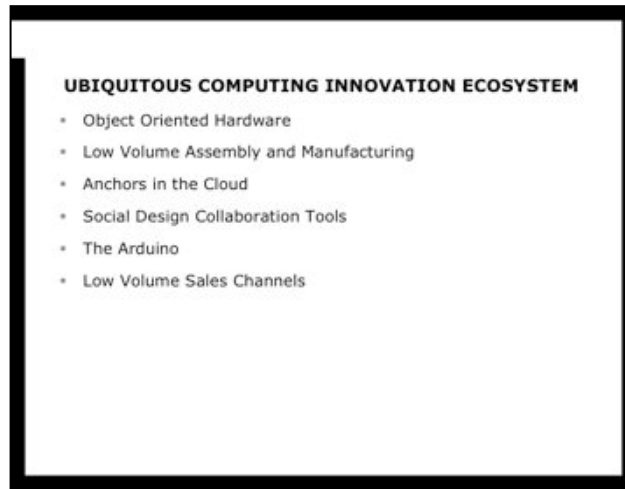 UBIQUITOUS COMPUTING INNOVATION ECOSYSTEM
• Object Oriented Hardware
• Low Volume Assembly and Manufacturing
• Anchors in the Cloud
• Social Design Collaboration Tools
• The Arduino
• Low Volume Sales Channels